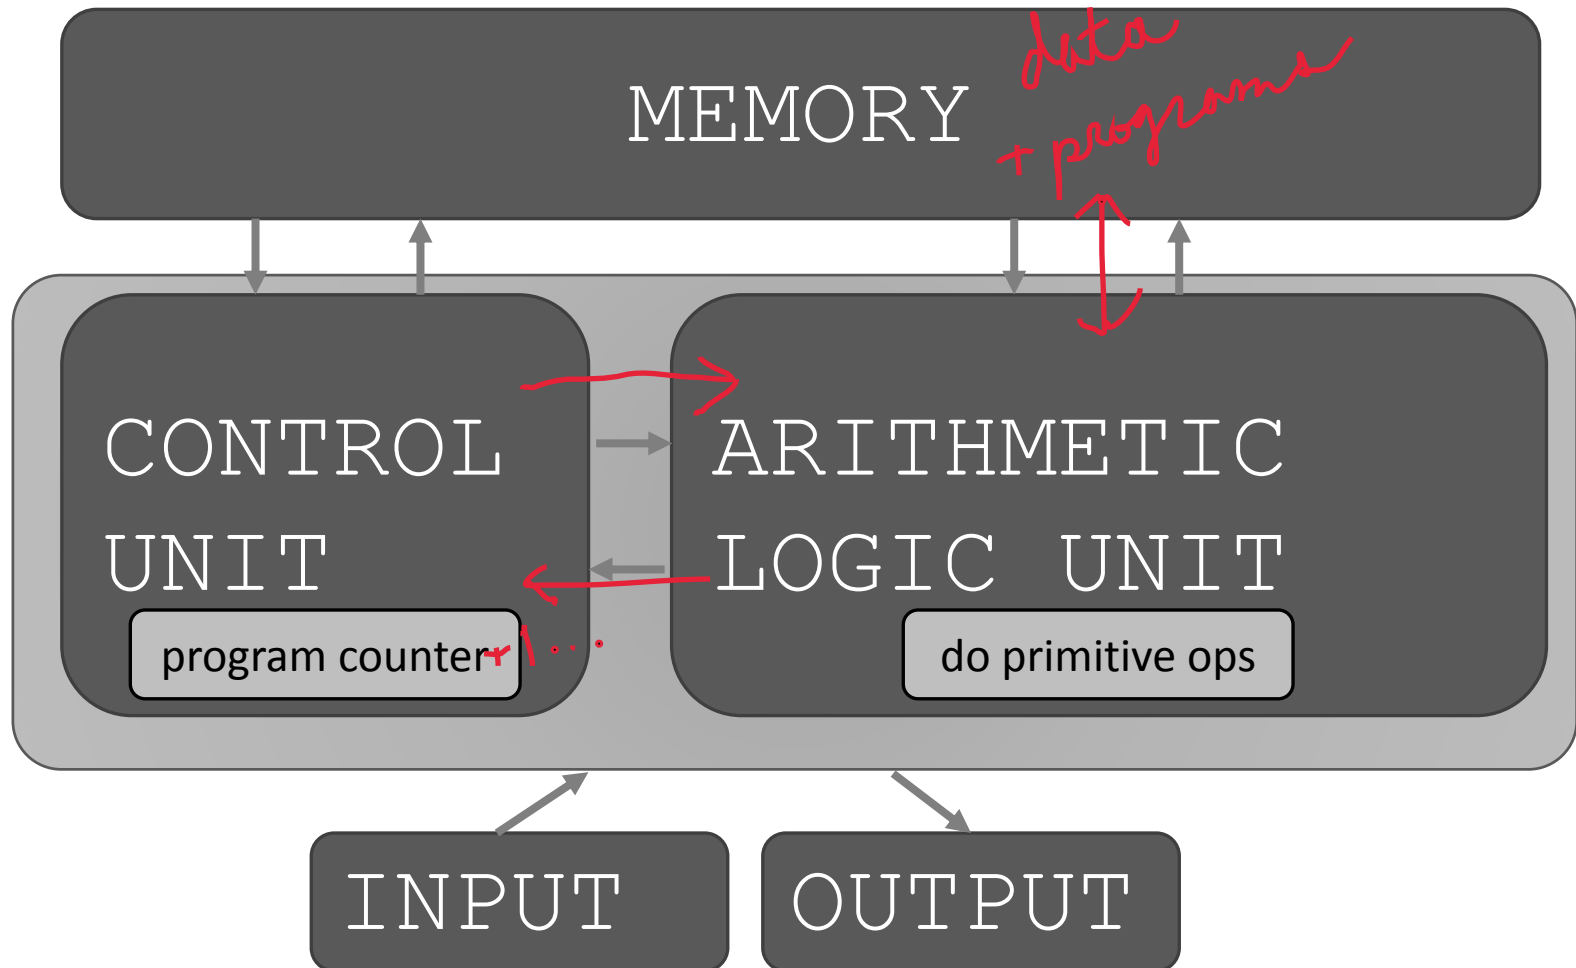 data
MEMORY
+ programs
CONTROL
UNIT
ARITHMETIC
LOGIC UNIT
program counter +1...
do primitive ops
INPUT
OUTPUT